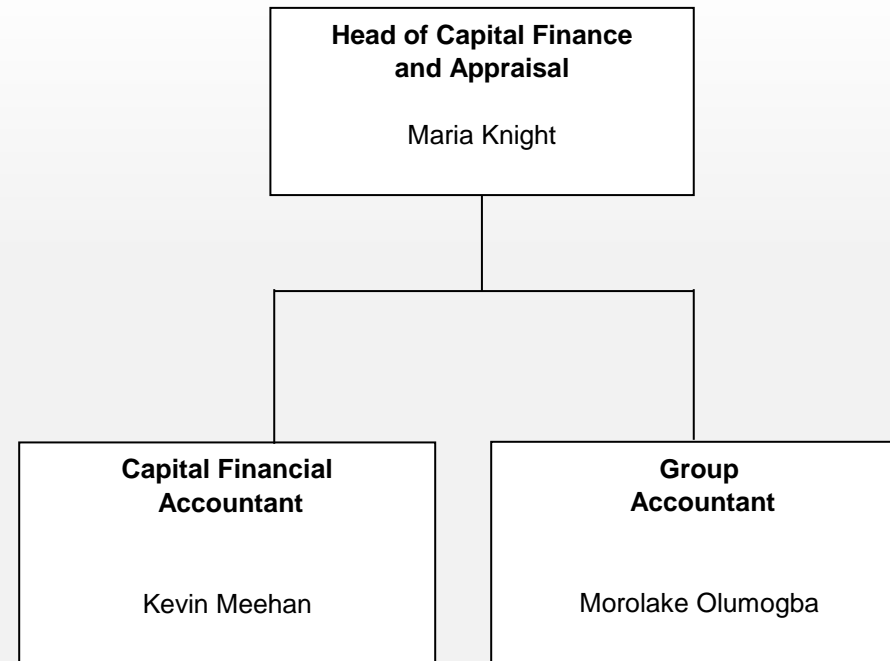 Head of Capital Finance
and Appraisal
Maria Knight
Capital Financial
Accountant
Kevin Meehan
Group
Accountant
Morolake Olumogba